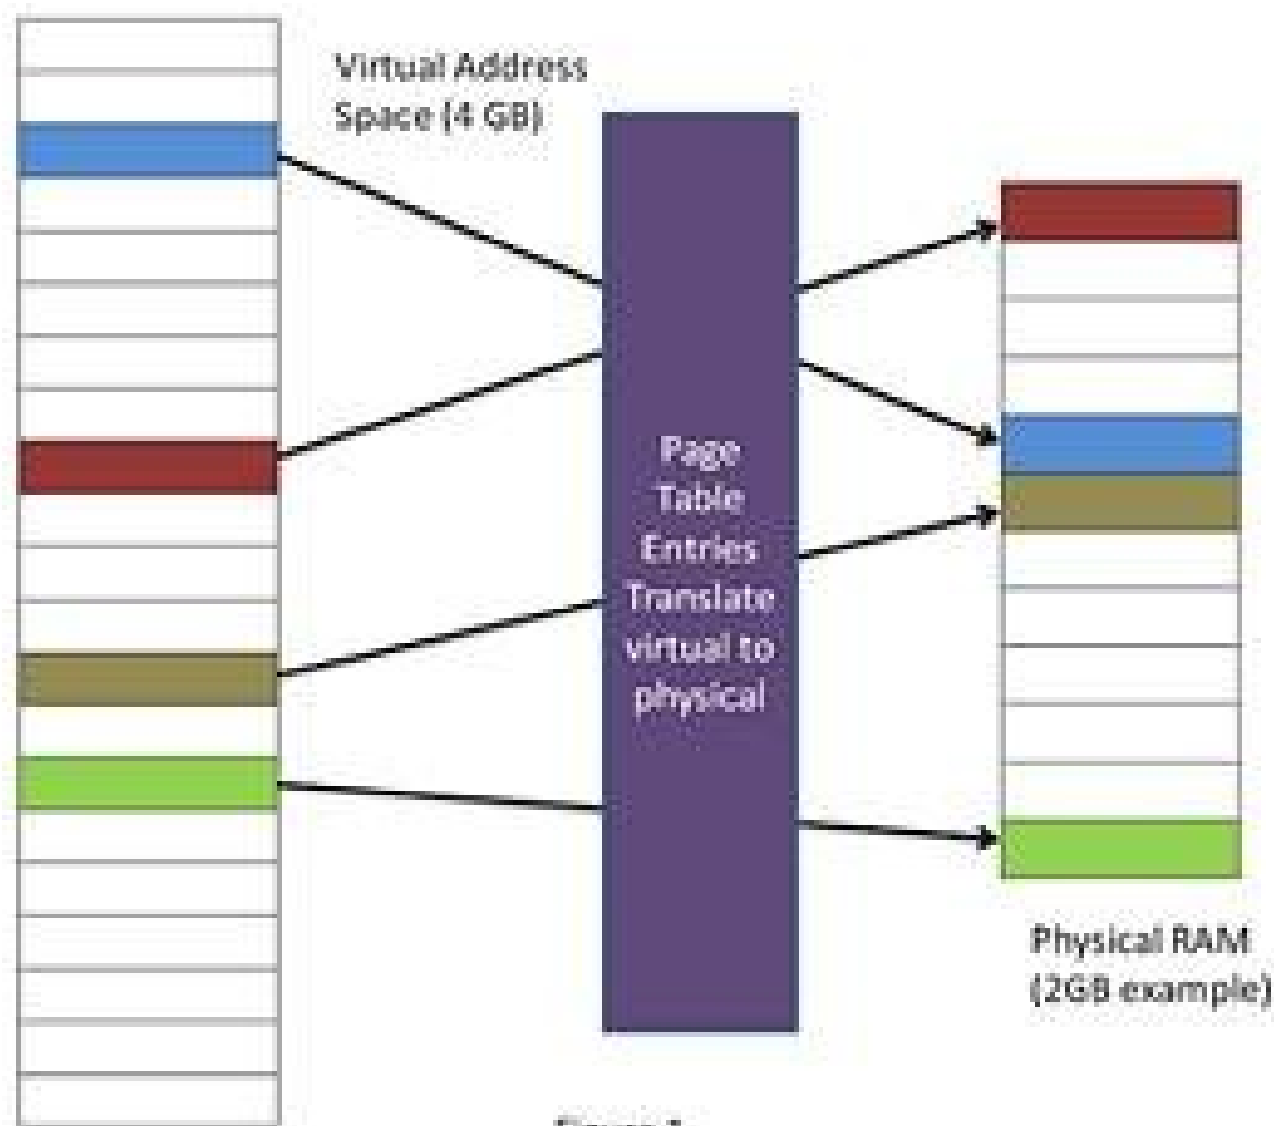 Virtual Address
Space (4 GB)
Page
Table
Entries
Translate
virtual to
physical
Physical RAM
(2GB example)